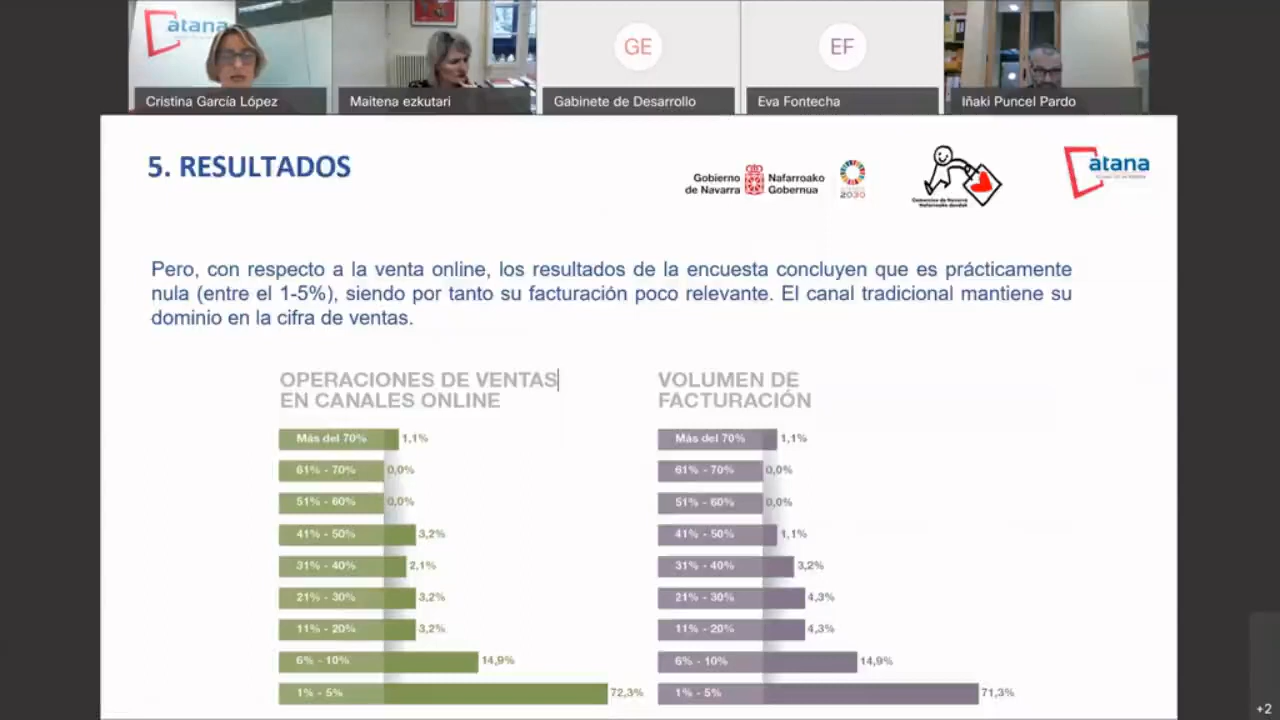 atana
GE
EF
Cristina García López
Maitena ezkutari
Gabinete de Desarrollo
Eva Fontecha
Iñaki Puncel Pardo
5. RESULTADOS
Gobierno de Navarra
Nafarroako Gobernua
2030
Comercios de Navarra
Nafarroako dendak
atana
Pero, con respecto a la venta online, los resultados de la encuesta concluyen que es prácticamente
nula (entre el 1-5%), siendo por tanto su facturación poco relevante. El canal tradicional mantiene su
dominio en la cifra de ventas.
OPERACIONES DE VENTAS
EN CANALES ONLINE
Más del 70% 1,1%
61% - 70% 0,0%
51% - 60% 0,0%
41% - 50% 3,2%
31% - 40% 2,1%
21% - 30% 3,2%
11% - 20% 3,2%
6% - 10% 14,9%
1% - 5% 72,3%
VOLUMEN DE
FACTURACIÓN
Más del 70% 1,1%
61% - 70% 0,0%
51% - 60% 0,0%
41% - 50% 1,1%
31% - 40% 3,2%
21% - 30% 4,3%
11% - 20% 4,3%
6% - 10% 14,9%
1% - 5% 71,3%
+2